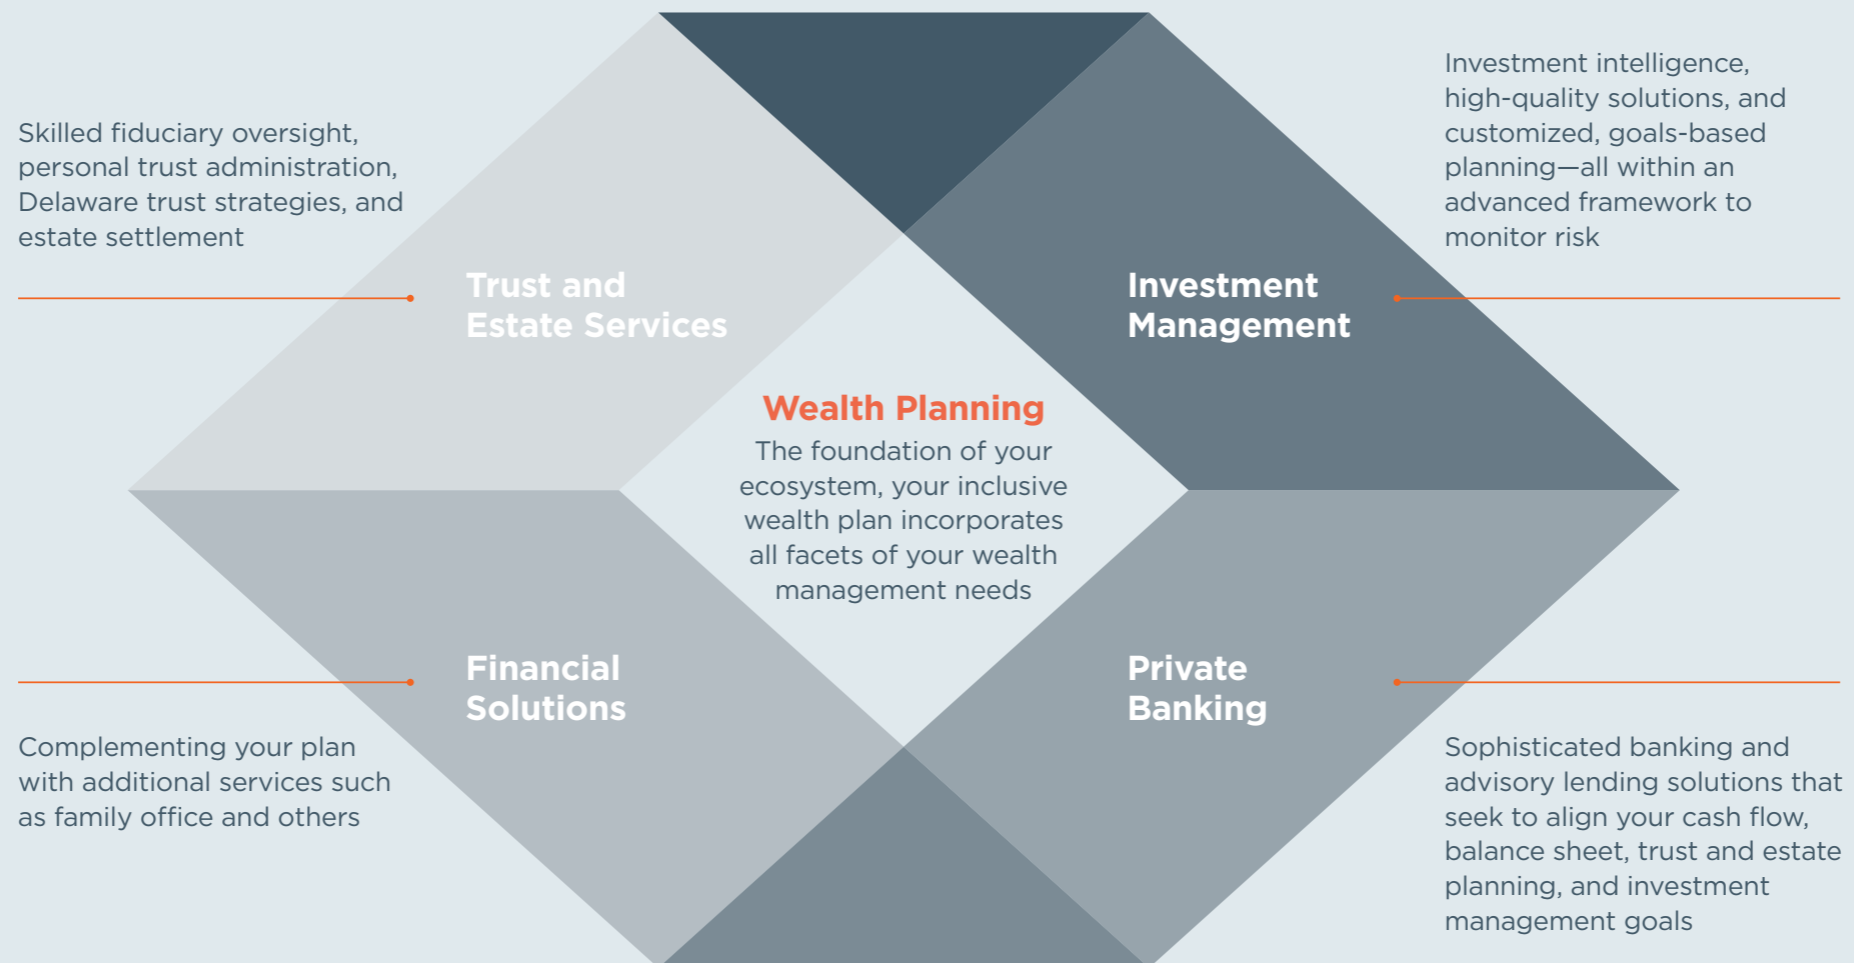 Skilled fiduciary oversight,
personal trust administration,
Delaware trust strategies, and
estate settlement
Trust and
Estate Services
Investment intelligence,
high-quality solutions, and
customized, goals-based
planning—all within an
advanced framework to
monitor risk
Investment
Management
Wealth Planning
The foundation of your
ecosystem, your inclusive
wealth plan incorporates
all facets of your wealth
management needs
Financial
Solutions
Complementing your plan
with additional services such
as family office and others
Private
Banking
Sophisticated banking and
advisory lending solutions that
seek to align your cash flow,
balance sheet, trust and estate
planning, and investment
management goals